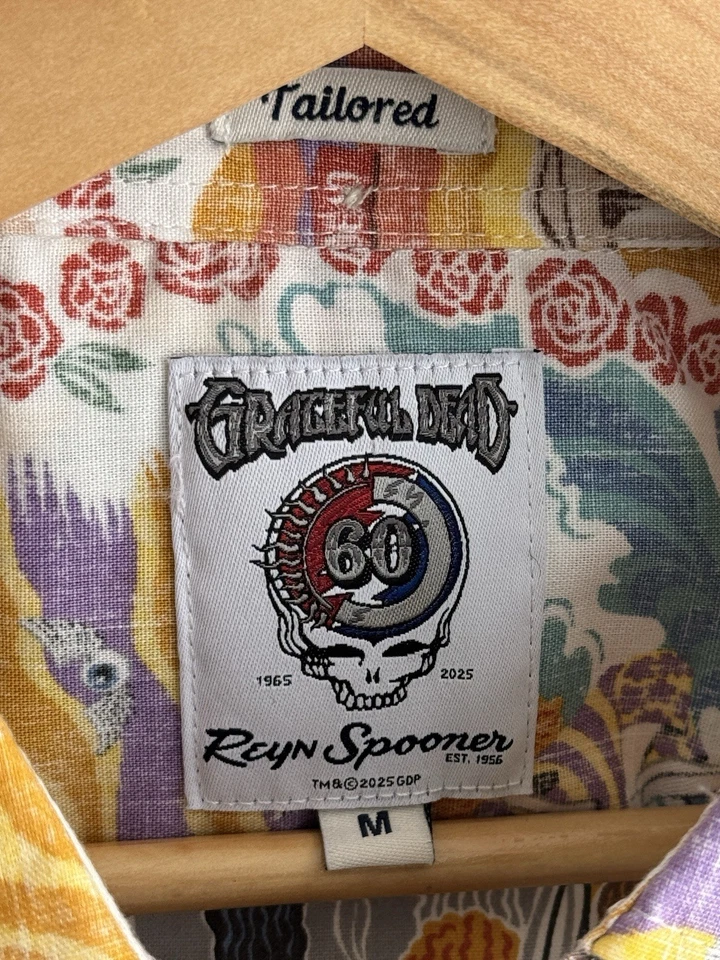 Tailored
GRATEFUL DEAD
60
1965 2025
REYN Spooner
EST. 1956
TM&©2025GDP
M